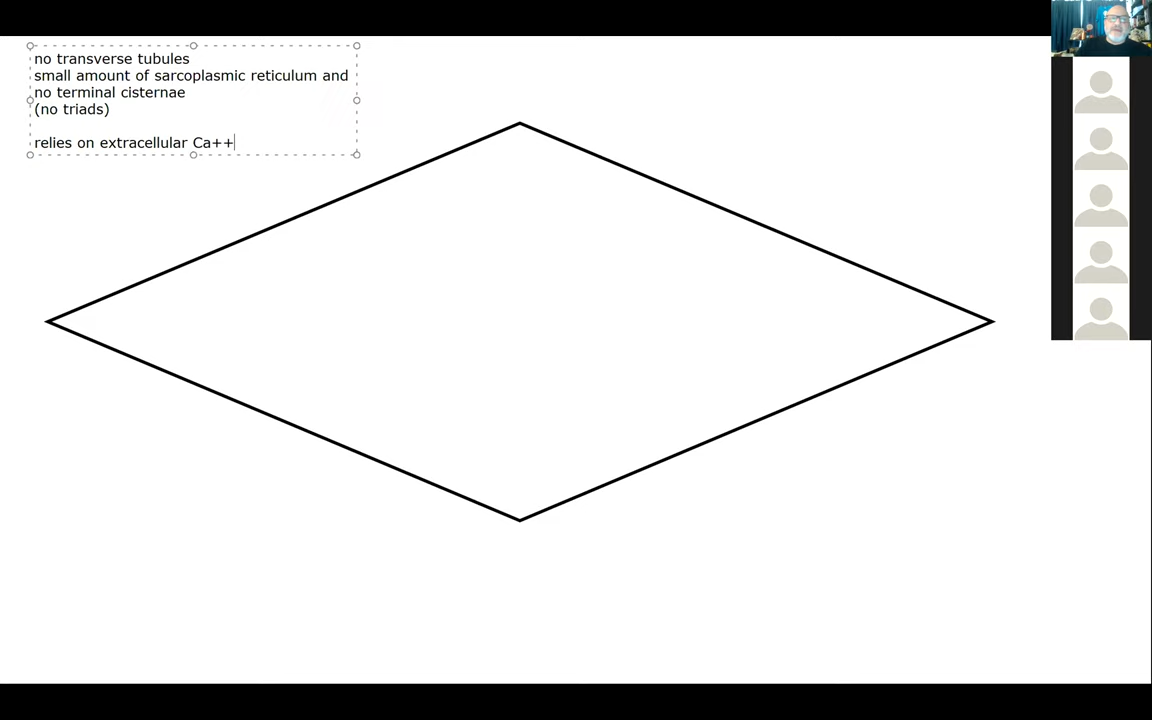 no transverse tubules
small amount of sarcoplasmic reticulum and
no terminal cisternae
(no triads)
relies on extracellular Ca++